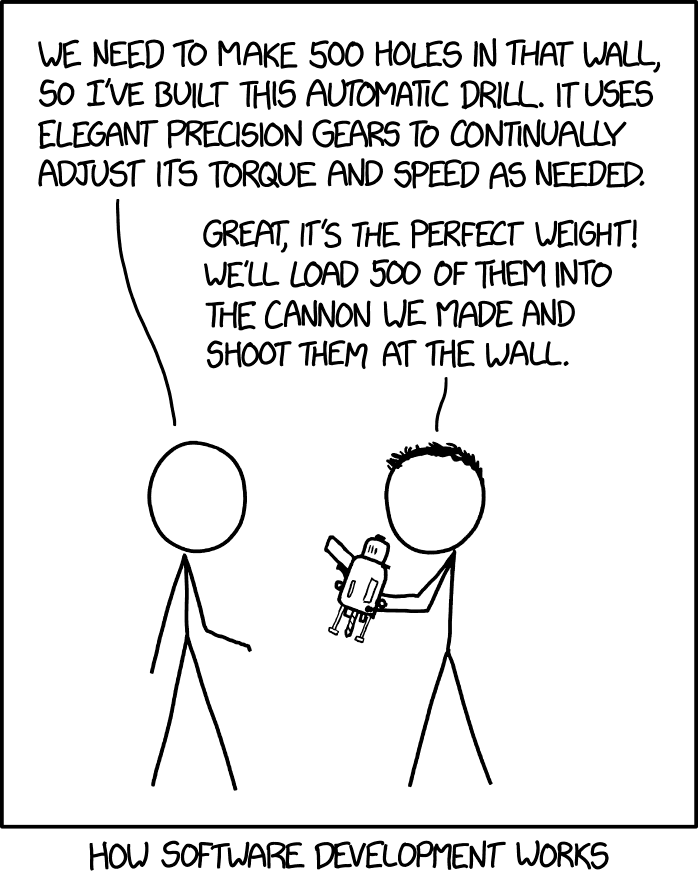 WE NEED TO MAKE 500 HOLES IN THAT WALL,
SO I'VE BUILT THIS AUTOMATIC DRILL. IT USES
ELEGANT PRECISION GEARS TO CONTINUALLY
ADJUST ITS TORQUE AND SPEED AS NEEDED.
GREAT, IT'S THE PERFECT WEIGHT!
WE'LL LOAD 500 OF THEM INTO
THE CANNON WE MADE AND
SHOOT THEM AT THE WALL.
HOW SOFTWARE DEVELOPMENT WORKS